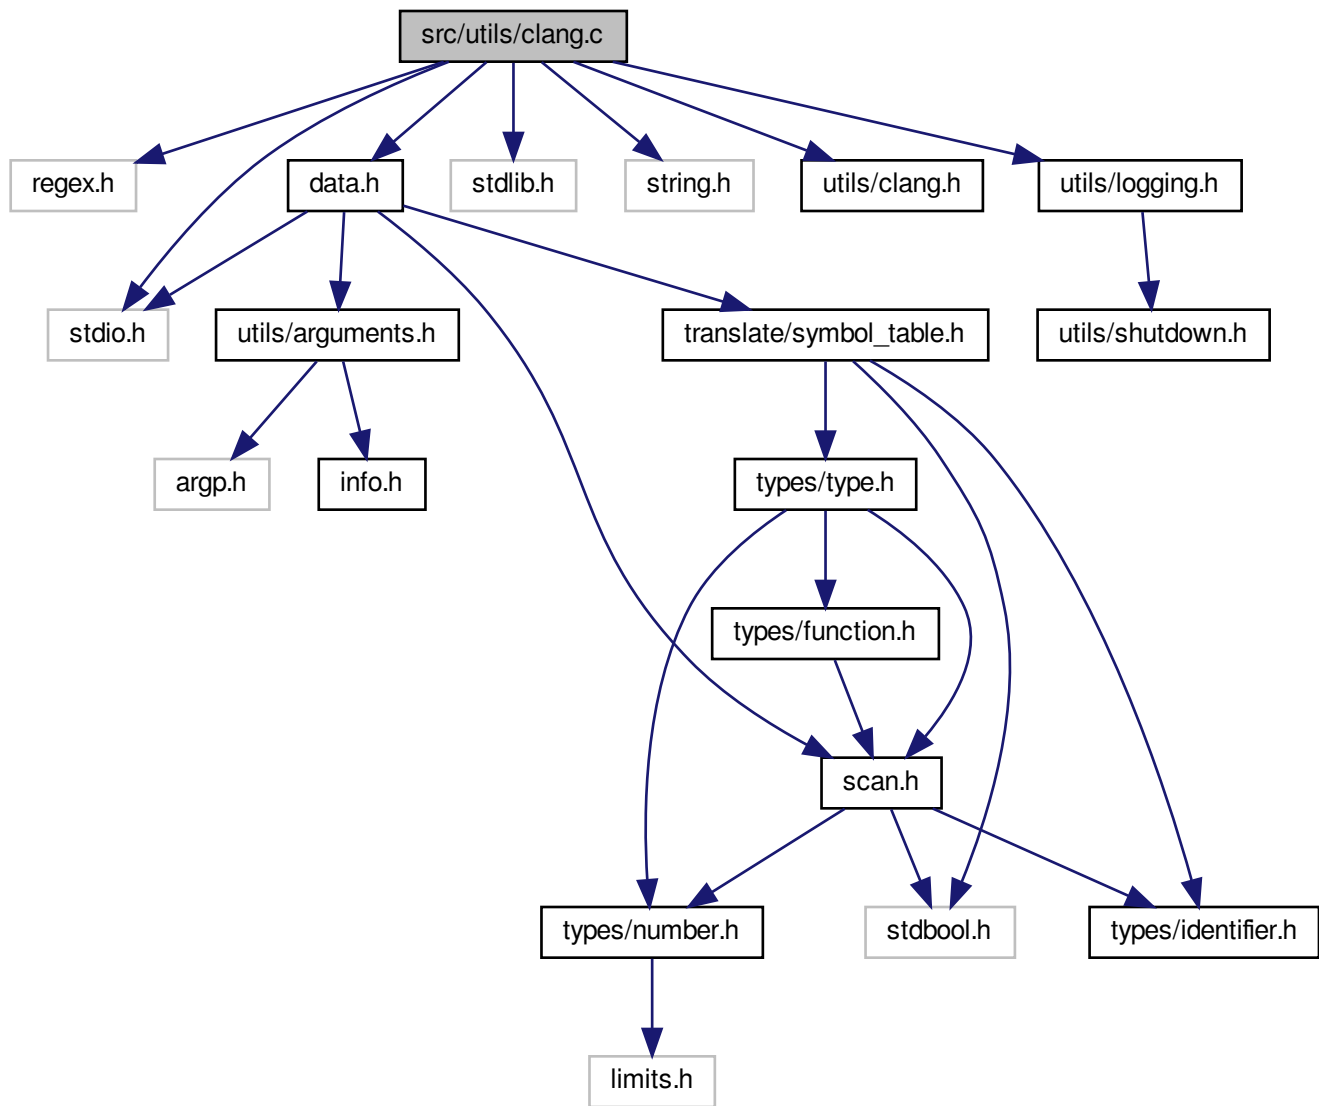 src/utils/clang.c
regex.h
data.h
stdlib.h
string.h
utils/clang.h
utils/logging.h
stdio.h
utils/arguments.h
translate/symbol_table.h
utils/shutdown.h
argp.h
info.h
types/type.h
types/function.h
scan.h
types/number.h
stdbool.h
types/identifier.h
limits.h